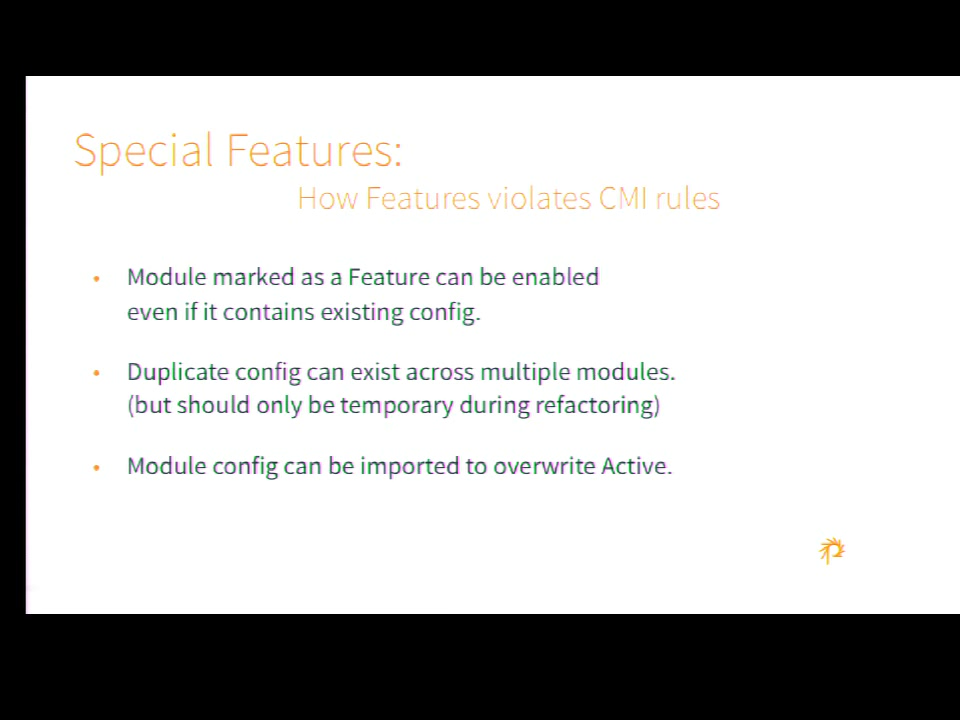 Special Features:
How Features violates CMI rules
• Module marked as a Feature can be enabled
even if it contains existing config.
• Duplicate config can exist across multiple modules.
(but should only be temporary during refactoring)
• Module config can be imported to overwrite Active.